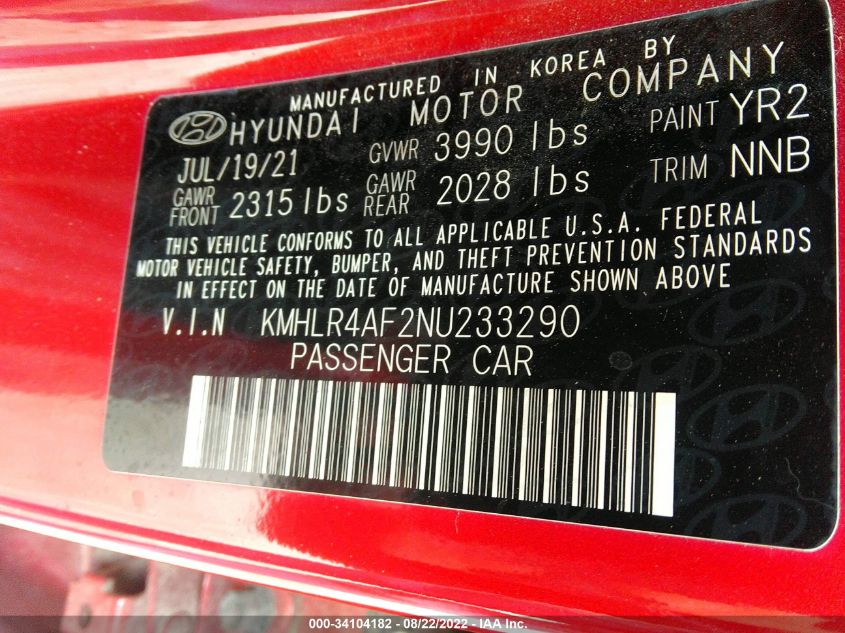 MANUFACTURED IN KOREA BY
HYUNDAI MOTOR COMPANY
JUL/19/21 GVWR 3990 lbs PAINT YR2
GAWR FRONT 2315 lbs GAWR REAR 2028 lbs TRIM NNB
THIS VEHICLE CONFORMS TO ALL APPLICABLE U.S.A. FEDERAL
MOTOR VEHICLE SAFETY, BUMPER, AND THEFT PREVENTION STANDARDS
IN EFFECT ON THE DATE OF MANUFACTURE SHOWN ABOVE
V.I.N KMHLR4AF2NU233290
PASSENGER CAR
000-34104182 - 08/22/2022 - IAA Inc.